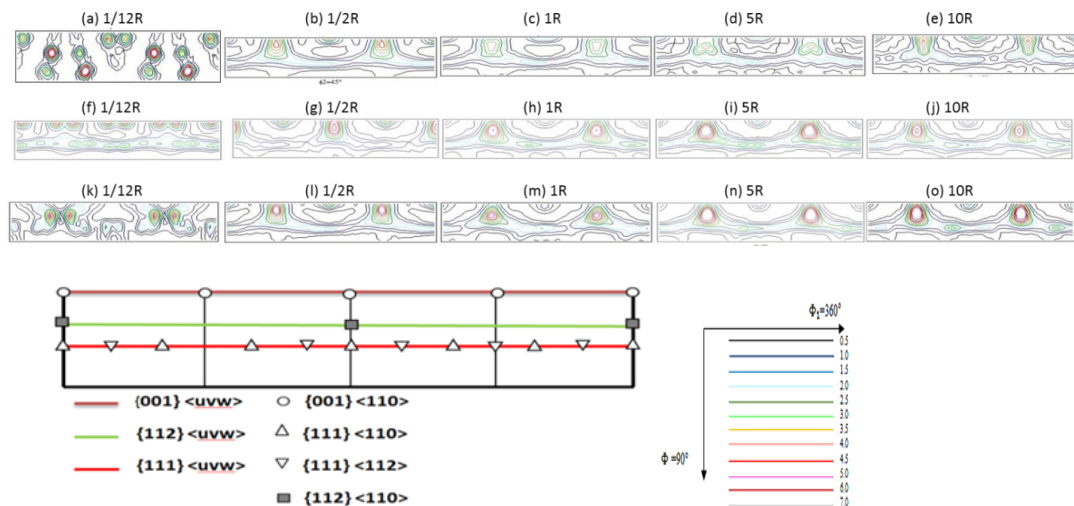 (a) 1/12R (b) 1/2R (c) 1R (d) 5R (e) 10R
φ2=45°
(f) 1/12R (g) 1/2R (h) 1R (i) 5R (j) 10R
(k) 1/12R (l) 1/2R (m) 1R (n) 5R (o) 10R
Φ₁=360⁰
0.5
1.0
1.5
2.0
2.5
3.0
3.5
4.0
4.5
5.0
6.0
7.0
Φ=90⁰
{001} <uvw> {001} <110>
{112} <uvw> {111} <110>
{111} <uvw> {111} <112>
{112} <110>